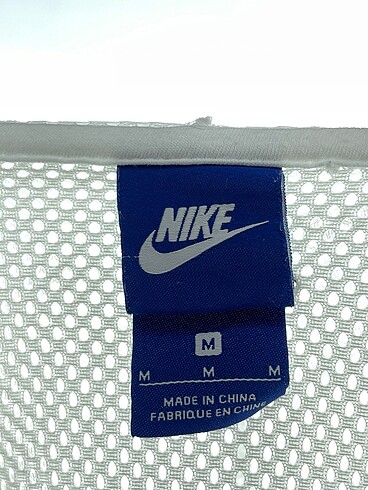 NIKE
M
M M M
MADE IN CHINA
FABRIQUE EN CHINE